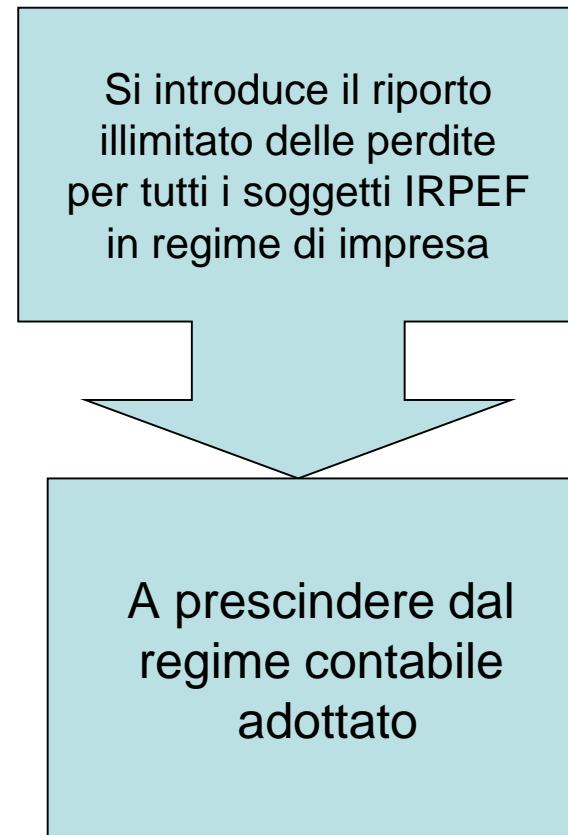 Si introduce il riporto
illimitato delle perdite
per tutti i soggetti IRPEF
in regime di impresa
A prescindere dal
regime contabile
adottato